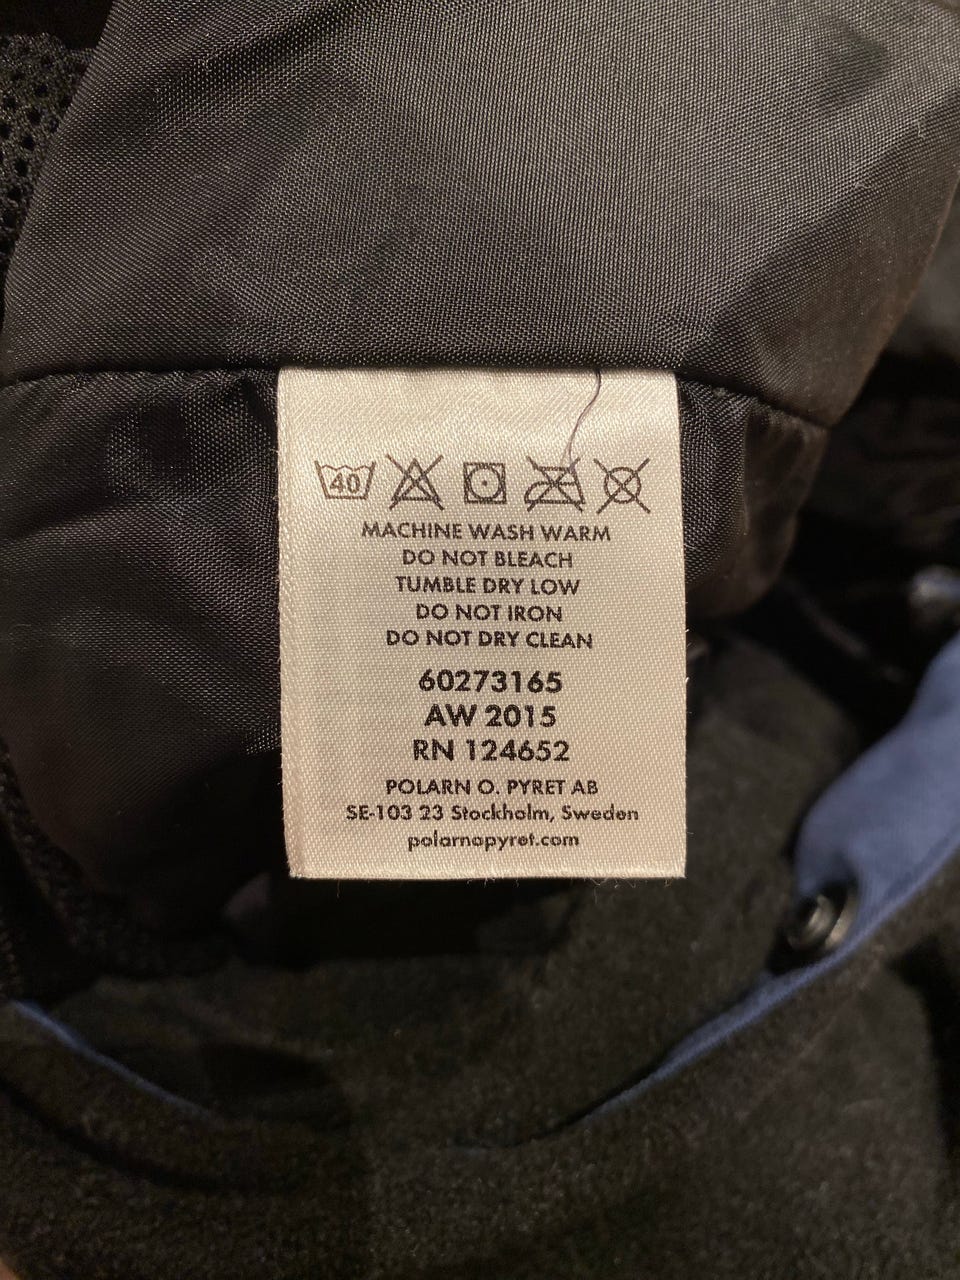 40
MACHINE WASH WARM
DO NOT BLEACH
TUMBLE DRY LOW
DO NOT IRON
DO NOT DRY CLEAN
60273165
AW 2015
RN 124652
POLARN O. PYRET AB
SE-103 23 Stockholm, Sweden
polarnopyret.com